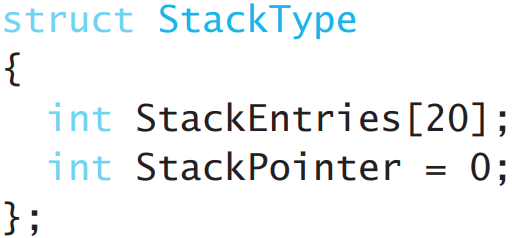 struct StackType
{
  int StackEntries[20];
  int StackPointer = 0;
};